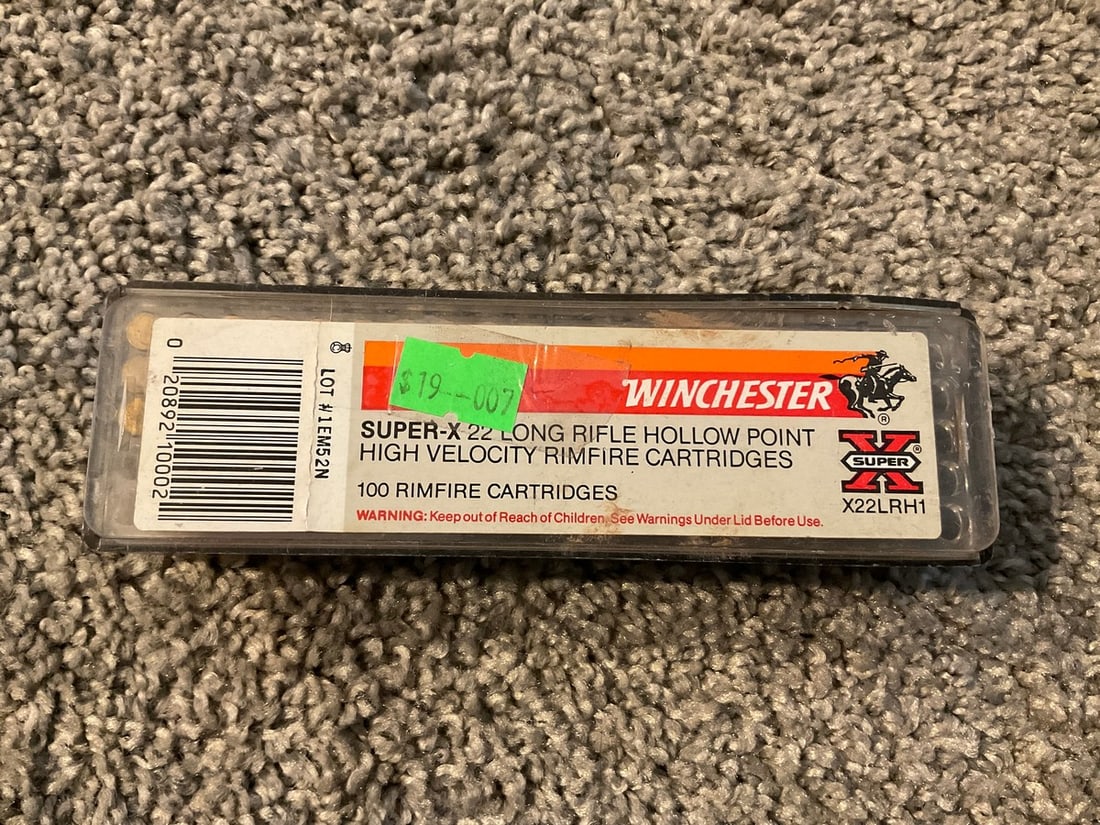 0 20892 10002
LOT #1EM52N
$19--007
WINCHESTER
®
SUPER-X 22 LONG RIFLE HOLLOW POINT
HIGH VELOCITY RIMFIRE CARTRIDGES
X SUPER ®
100 RIMFIRE CARTRIDGES
X22LRH1
WARNING: Keep out of Reach of Children. See Warnings Under Lid Before Use.